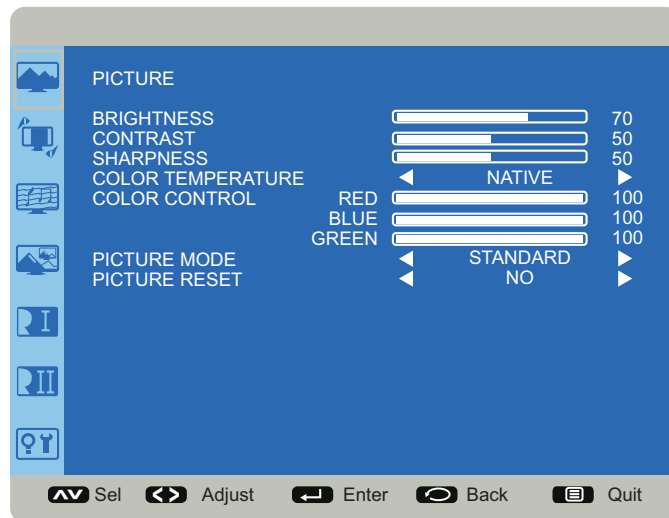 PICTURE
BRIGHTNESS 70
CONTRAST 50
SHARPNESS 50
COLOR TEMPERATURE NATIVE
COLOR CONTROL RED 100
BLUE 100
GREEN 100
PICTURE MODE STANDARD
PICTURE RESET NO
I
II
Sel Adjust Enter Back Quit